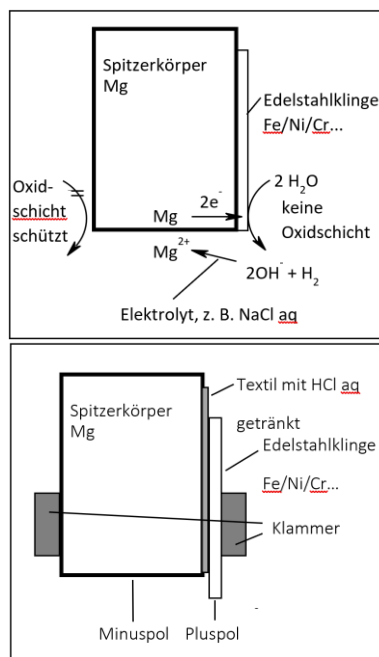 Spitzerkörper
Mg
Edelstahlklinge
Fe/Ni/Cr...
Oxid-
schicht
schützt
Mg
2e⁻
2 H₂O
keine
Oxidschicht
Mg²⁺
2OH⁻ + H₂
Elektrolyt, z. B. NaCl aq
Textil mit HCl aq
getränkt
Spitzerkörper
Mg
Edelstahlklinge
Fe/Ni/Cr...
Klammer
Minuspol
Pluspol